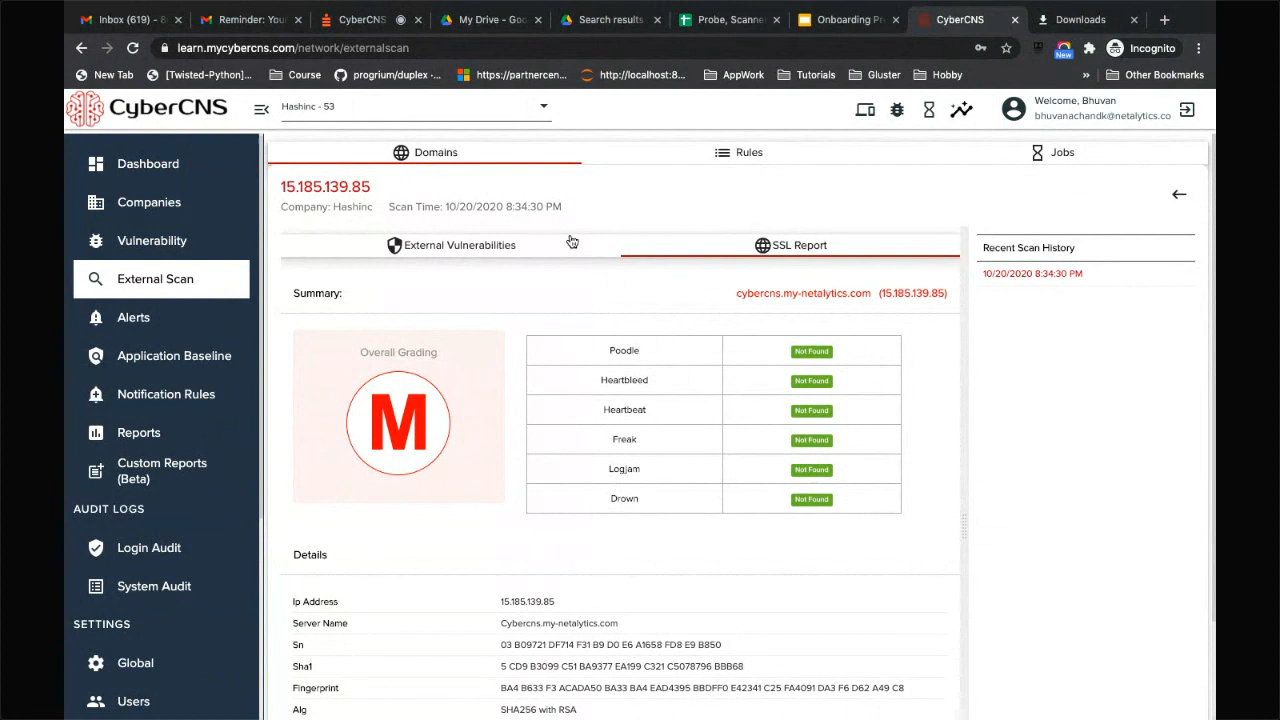 Inbox (619) - b
Reminder: You
CyberCNS
My Drive - Goo
Search results
Probe, Scanne
Onboarding Pr
CyberCNS
Downloads
learn.mycybercns.com/network/externalscan
New
Incognito
New Tab
[Twisted-Python]...
Course
progrium/duplex -...
https://partnercen...
http://localhost:8...
AppWork
Tutorials
Gluster
Hobby
»
Other Bookmarks
CyberCNS
Hashinc - 53
Welcome, Bhuvan
bhuvanachandk@netalytics.co
Dashboard
Companies
Vulnerability
External Scan
Alerts
Application Baseline
Notification Rules
Reports
Custom Reports
(Beta)
AUDIT LOGS
Login Audit
System Audit
SETTINGS
Global
Users
Domains
Rules
Jobs
15.185.139.85
Company: Hashinc
Scan Time: 10/20/2020 8:34:30 PM
External Vulnerabilities
SSL Report
Recent Scan History
10/20/2020 8:34:30 PM
Summary:
cybercns.my-netalytics.com (15.185.139.85)
Overall Grading
M
Poodle Not Found
Heartbleed Not Found
Heartbeat Not Found
Freak Not Found
Logjam Not Found
Drown Not Found
Details
Ip Address 15.185.139.85
Server Name Cybercns.my-netalytics.com
Sn 03 B09721 DF714 F31 B9 D0 E6 A1658 FD8 E9 B850
Sha1 5 CD9 B3099 C51 BA9377 EA199 C321 C5078796 BBB68
Fingerprint BA4 B633 F3 ACADA50 BA33 BA4 EAD4395 BBDFF0 E42341 C25 FA4091 DA3 F6 D62 A49 C8
Alg SHA256 with RSA